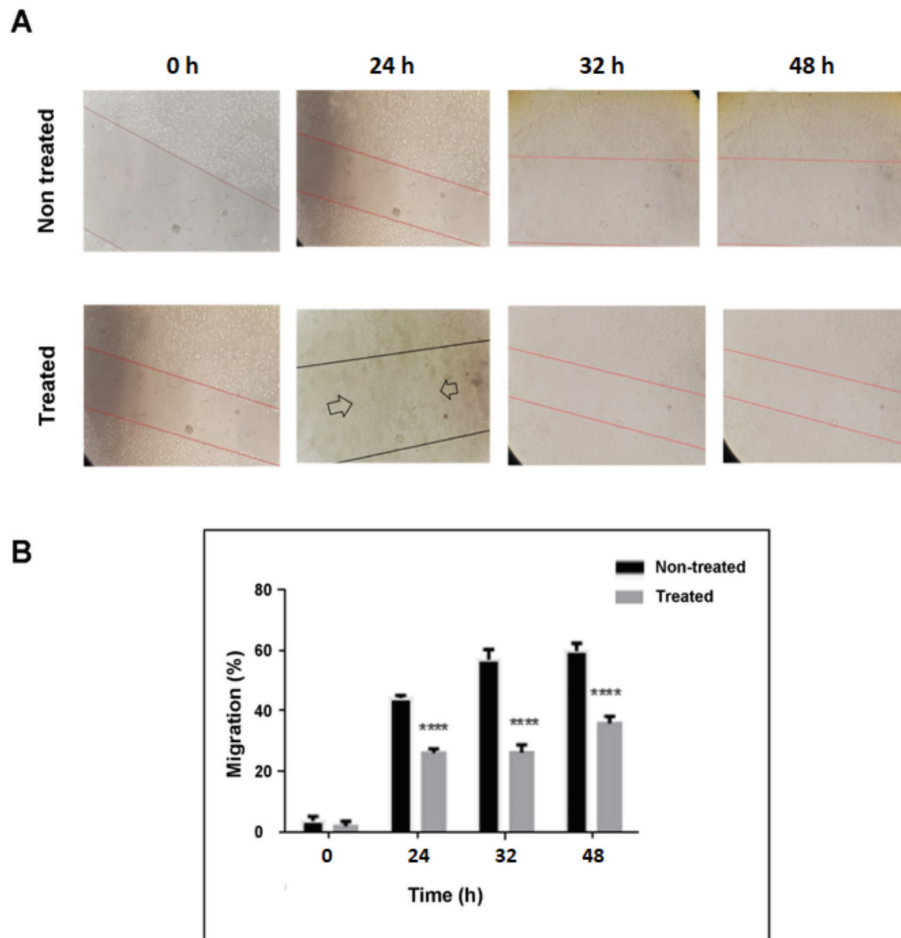 A
0 h 24 h 32 h 48 h
Non treated
Treated
B
Non-treated
Treated
80
60
40
20
0
Migration (%)
**** **** ****
0 24 32 48
Time (h)